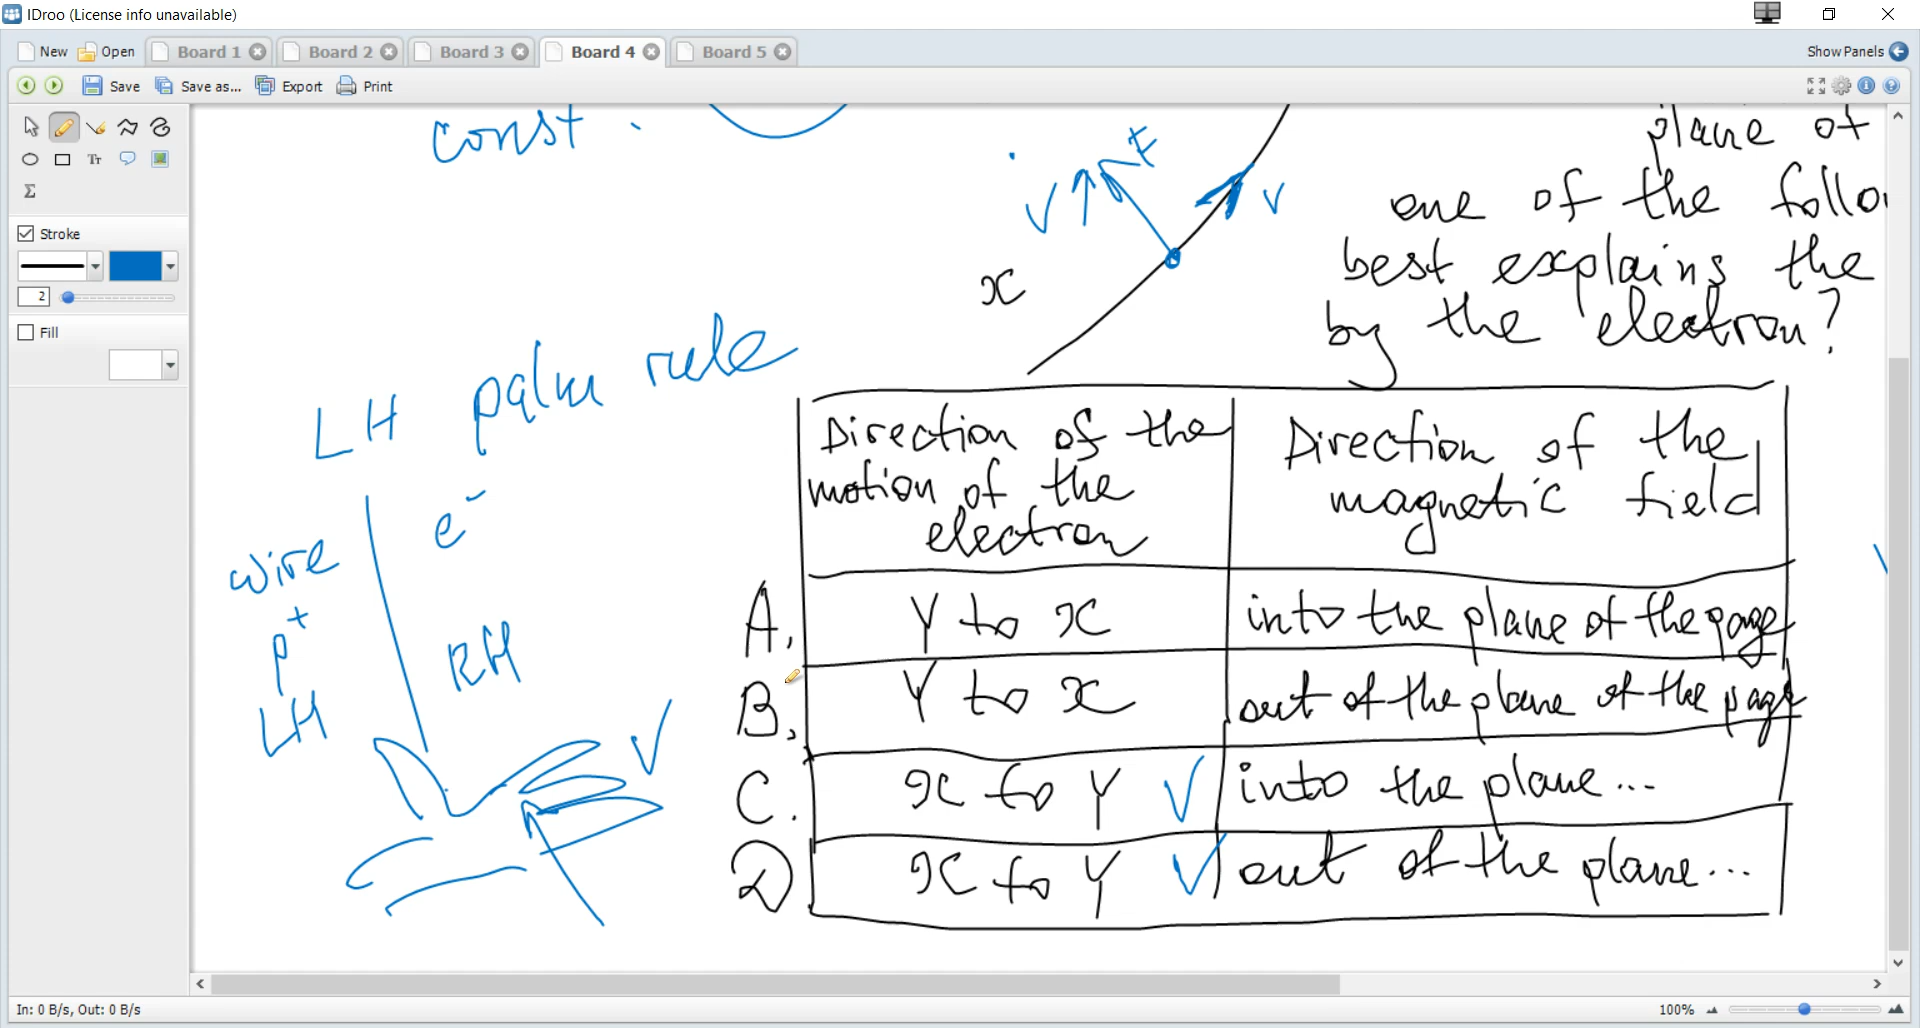 IDroo (License info unavailable)
New Open Board 1 Board 2 Board 3 Board 4 Board 5 Show Panels
Save Save as... Export Print
Tт
Σ
Stroke
2
Fill
const.
plane of
one of the follo
best explains the
by the electron?
V
V
x
LH palm rule
e⁻
wire
p⁺
RH
LH
Direction of the motion of the electron
Direction of the magnetic field
A. Y to x into the plane of the page
B. Y to x out of the plane of the page
C. x to Y ✓ into the plane...
D x to Y ✓ out of the plane...
In: 0 B/s, Out: 0 B/s
100%